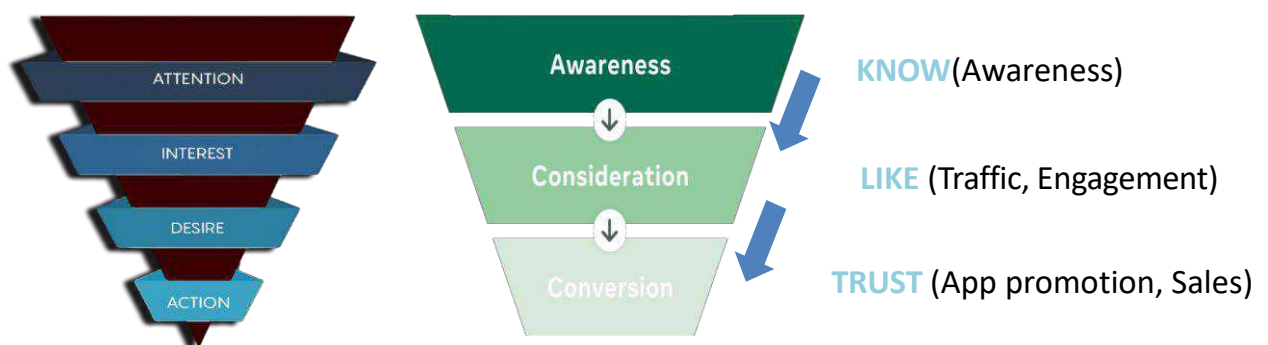 ATTENTION
INTEREST
DESIRE
ACTION
Awareness
Consideration
Conversion
KNOW(Awareness)
LIKE (Traffic, Engagement)
TRUST (App promotion, Sales)